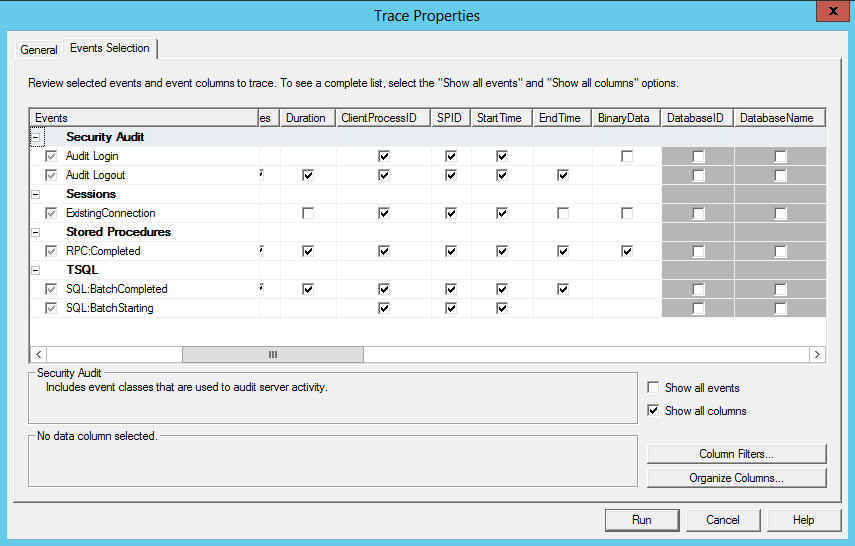 Trace Properties
x
General
Events Selection
Review selected events and event columns to trace. To see a complete list, select the "Show all events" and "Show all columns" options.
Events es Duration ClientProcessID SPID StartTime EndTime BinaryData DatabaseID DatabaseName
Security Audit
Audit Login
Audit Logout
Sessions
ExistingConnection
Stored Procedures
RPC:Completed
TSQL
SQL:BatchCompleted
SQL:BatchStarting
Security Audit
Includes event classes that are used to audit server activity.
Show all events
Show all columns
No data column selected.
Column Filters...
Organize Columns...
Run
Cancel
Help